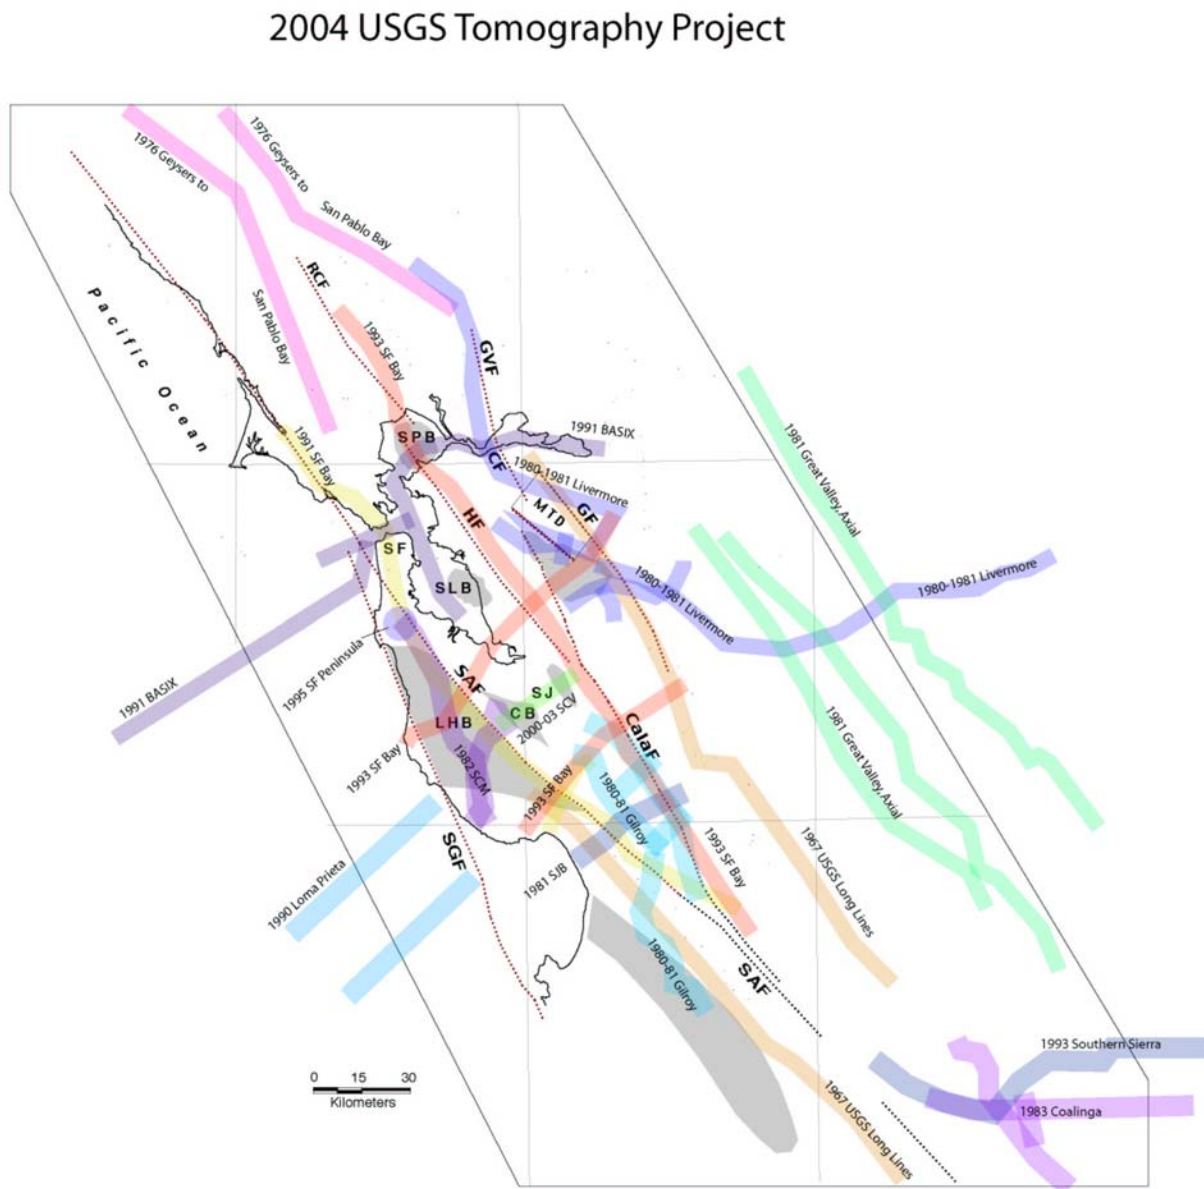 2004 USGS Tomography Project
1976 Geysers to
1976 Geysers to
San Pablo Bay
RCF
Pacific Ocean
San Pablo Bay
1993 SF Bay
GVF
1981 Great Valley, Axial
1991 SF Bay
SPB
1991 BASIX
CF
1980-1981 Livermore
HF
MTD
GF
SF
SLB
1980-1981 Livermore
1980-1981 Livermore
1995 SF Peninsula
SAF
1991 BASIX
SJ
CB
2000-03 SCV
LHB
CalaF
1981 Great Valley, Axial
1993 SF Bay
1982 SCM
1993 SF Bay
1980-81 Gilroy
SGF
1993 SF Bay
1967 USGS Long Lines
1990 Loma Prieta
1981 SJB
1980-81 Gilroy
SAF
0 15 30
Kilometers
1993 Southern Sierra
1983 Coalinga
1967 USGS Long Lines